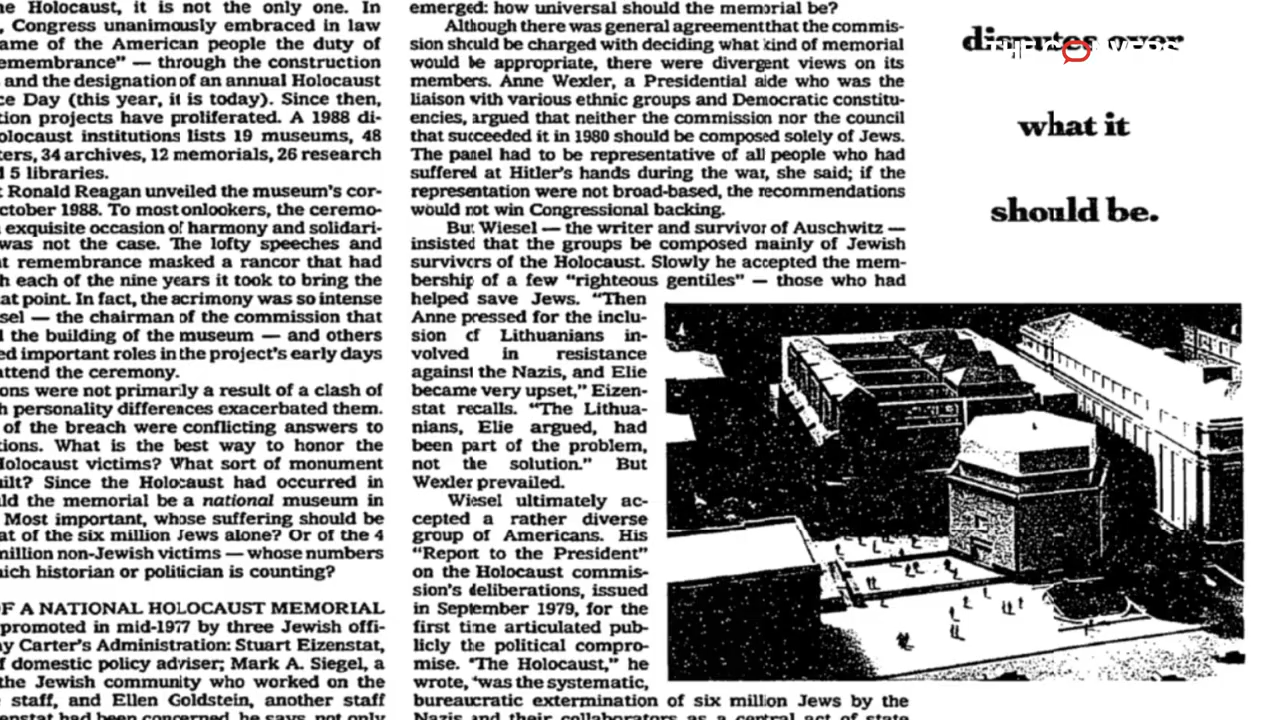 he Holocaust, it is not the only one. In
, Congress unanimously embraced in law
ame of the American people the duty of
emembrance" — through the construction
and the designation of an annual Holocaust
ce Day (this year, it is today). Since then,
tion projects have proliferated. A 1988 di-
olocaust institutions lists 19 museums, 48
ters, 34 archives, 12 memorials, 26 research
d 5 libraries.
t Ronald Reagan unveiled the museum's cor-
ctober 1988. To most onlookers, the ceremo-
exquisite occasion of harmony and solidari-
was not the case. The lofty speeches and
t remembrance masked a rancor that had
h each of the nine years it took to bring the
at point. In fact, the acrimony was so intense
sel — the chairman of the commission that
d the building of the museum — and others
ed important roles in the project's early days
attend the ceremony.
ons were not primarily a result of a clash of
h personality differences exacerbated them.
of the breach were conflicting answers to
tions. What is the best way to honor the
Holocaust victims? What sort of monument
uilt? Since the Holocaust had occurred in
ld the memorial be a national museum in
Most important, whose suffering should be
at of the six million Jews alone? Or of the 4
million non-Jewish victims — whose numbers
hich historian or politician is counting?
F A NATIONAL HOLOCAUST MEMORIAL
promoted in mid-1977 by three Jewish offi-
y Carter's Administration: Stuart Eizenstat,
f domestic policy adviser; Mark A. Siegel, a
the Jewish community who worked on the
staff, and Ellen Goldstein, another staff
enstat had been concerned, he says, not only
emerged: how universal should the memorial be?
Although there was general agreement that the commis-
sion should be charged with deciding what kind of memorial
would be appropriate, there were divergent views on its
members. Anne Wexler, a Presidential aide who was the
liaison with various ethnic groups and Democratic constitu-
encies, argued that neither the commission nor the council
that succeeded it in 1980 should be composed solely of Jews.
The panel had to be representative of all people who had
suffered at Hitler's hands during the war, she said; if the
representation were not broad-based, the recommendations
would not win Congressional backing.
But Wiesel — the writer and survivor of Auschwitz —
insisted that the groups be composed mainly of Jewish
survivors of the Holocaust. Slowly he accepted the mem-
bership of a few "righteous gentiles" — those who had
helped save Jews. "Then
Anne pressed for the inclu-
sion of Lithuanians in-
volved in resistance
against the Nazis, and Elie
became very upset," Eizen-
stat recalls. "The Lithua-
nians, Elie argued, had
been part of the problem,
not the solution." But
Wexler prevailed.
Wiesel ultimately ac-
cepted a rather diverse
group of Americans. His
"Report to the President"
on the Holocaust commis-
sion's deliberations, issued
in September 1979, for the
first time articulated pub-
licly the political compro-
mise. "The Holocaust," he
wrote, "was the systematic,
bureaucratic extermination of six million Jews by the
Nazis and their collaborators as a central act of state
disputes over
what it
should be.